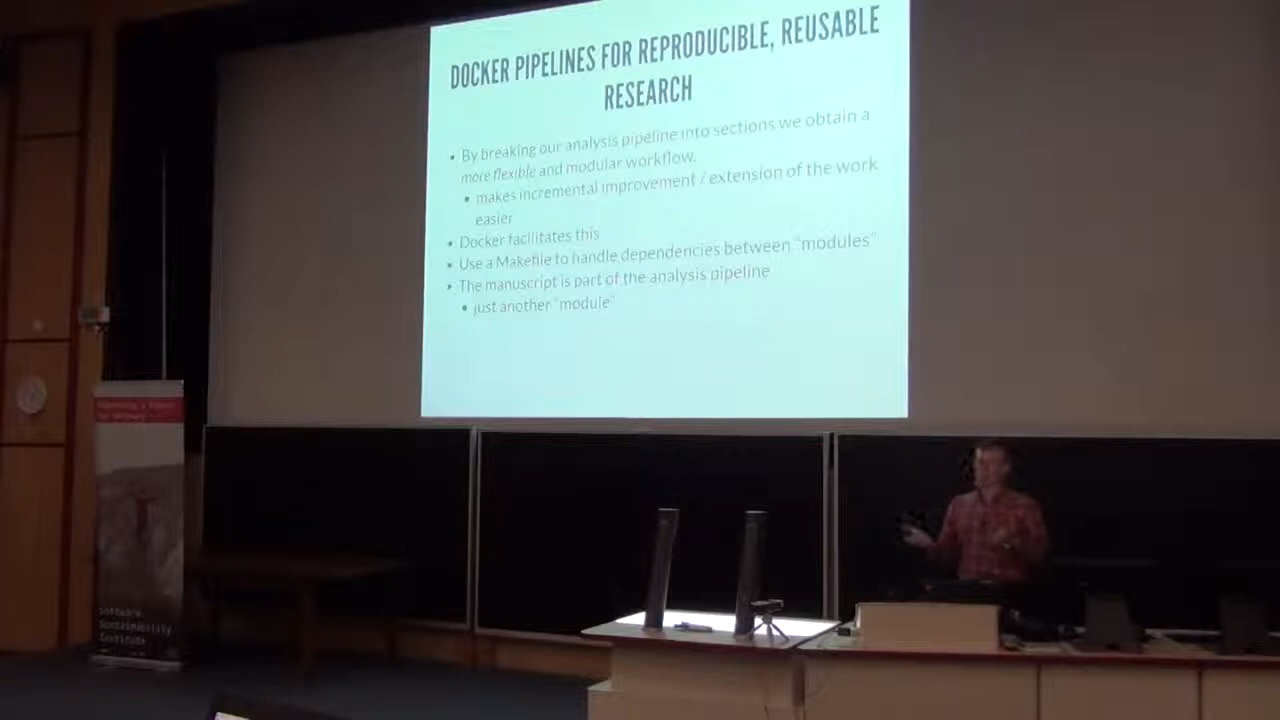 DOCKER PIPELINES FOR REPRODUCIBLE, REUSABLE
RESEARCH
• By breaking our analysis pipeline into sections we obtain a
more flexible and modular workflow.
• makes incremental improvement / extension of the work
easier
• Docker facilitates this
• Use a Makefile to handle dependencies between "modules"
• The manuscript is part of the analysis pipeline
• just another "module"
Software
Sustainability
Institute